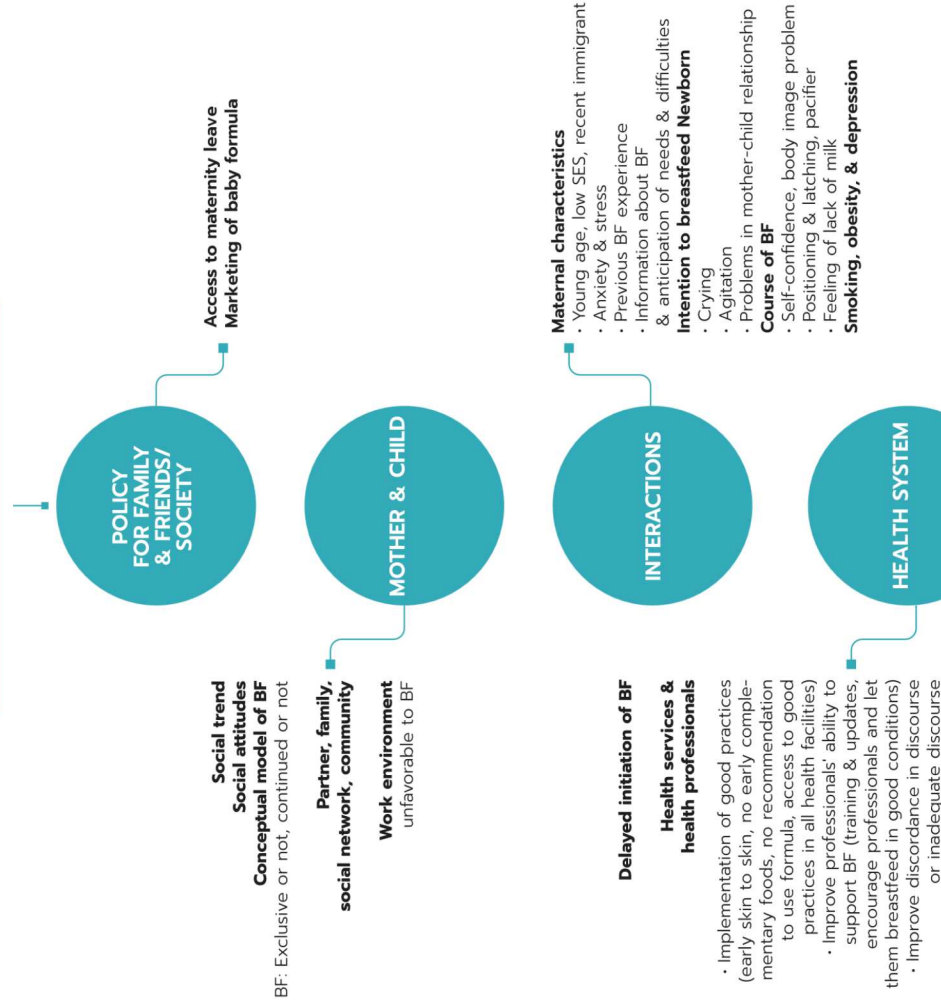 POLICY
FOR FAMILY
& FRIENDS/
SOCIETY
Access to maternity leave
Marketing of baby formula
Social trend
Social attitudes
Conceptual model of BF
BF: Exclusive or not, continued or not
MOTHER & CHILD
Partner, family,
social network, community
Work environment
unfavorable to BF
INTERACTIONS
Maternal characteristics
· Young age, low SES, recent immigrant
· Anxiety & stress
· Previous BF experience
· Information about BF
& anticipation of needs & difficulties
Intention to breastfeed Newborn
· Crying
· Agitation
· Problems in mother-child relationship
Course of BF
· Self-confidence, body image problem
· Positioning & latching, pacifier
· Feeling of lack of milk
Smoking, obesity, & depression
HEALTH SYSTEM
Delayed initiation of BF
Health services &
health professionals
· Implementation of good practices
(early skin to skin, no early comple-
mentary foods, no recommendation
to use formula, access to good
practices in all health facilities)
· Improve professionals' ability to
support BF (training & updates,
encourage professionals and let
them breastfeed in good conditions)
· Improve discordance in discourse
or inadequate discourse